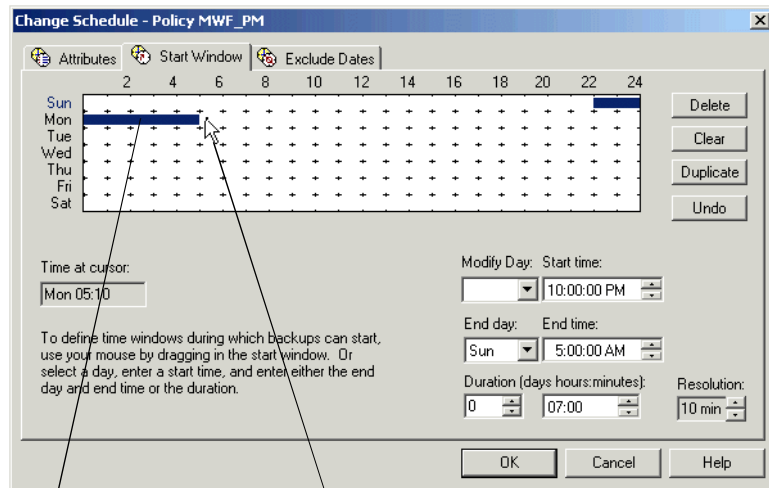 Change Schedule - Policy MWF_PM
Attributes Start Window Exclude Dates
2 4 6 8 10 12 14 16 18 20 22 24
Sun
Mon
Tue
Wed
Thu
Fri
Sat
Delete
Clear
Duplicate
Undo
Time at cursor:
Mon 05:10
To define time windows during which backups can start,
use your mouse by dragging in the start window. Or
select a day, enter a start time, and enter either the end
day and end time or the duration.
Modify Day: Start time:
10:00:00 PM
End day: End time:
Sun 5:00:00 AM
Duration (days hours:minutes): Resolution:
0 07:00 10 min
OK Cancel Help